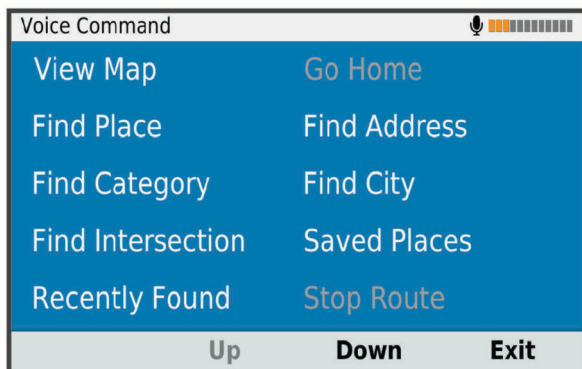 Voice Command
View Map Go Home
Find Place Find Address
Find Category Find City
Find Intersection Saved Places
Recently Found Stop Route
Up Down Exit